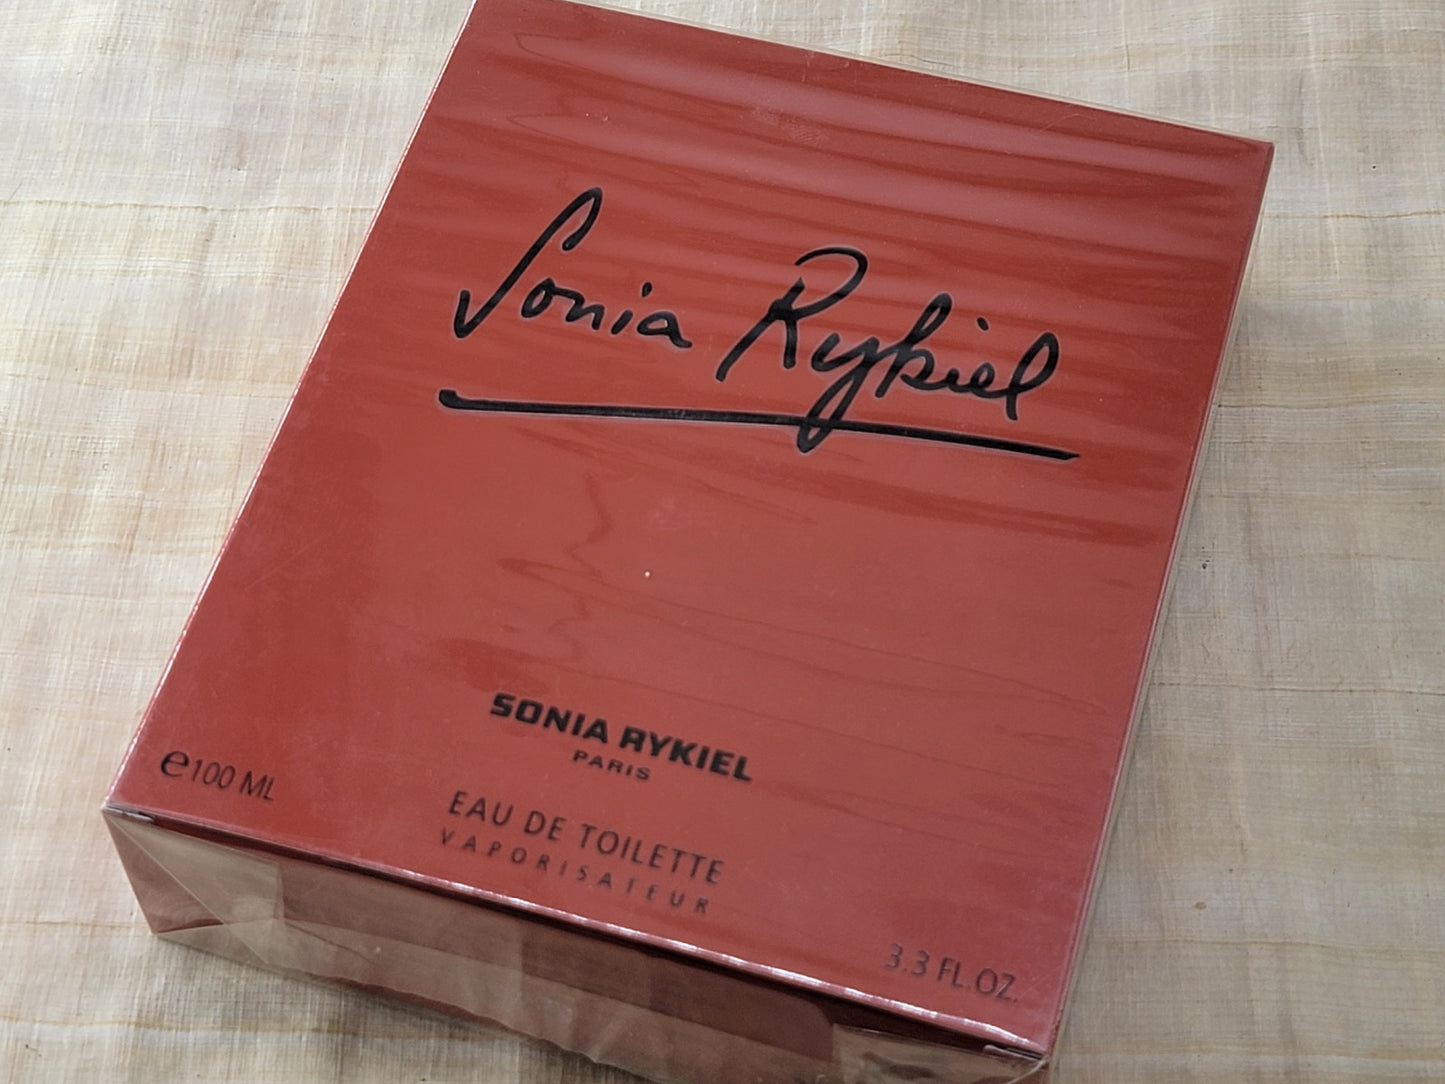 Sonia Rykiel
SONIA RYKIEL
PARIS
℮100 ML
EAU DE TOILETTE
VAPORISATEUR
3.3 FL.OZ.